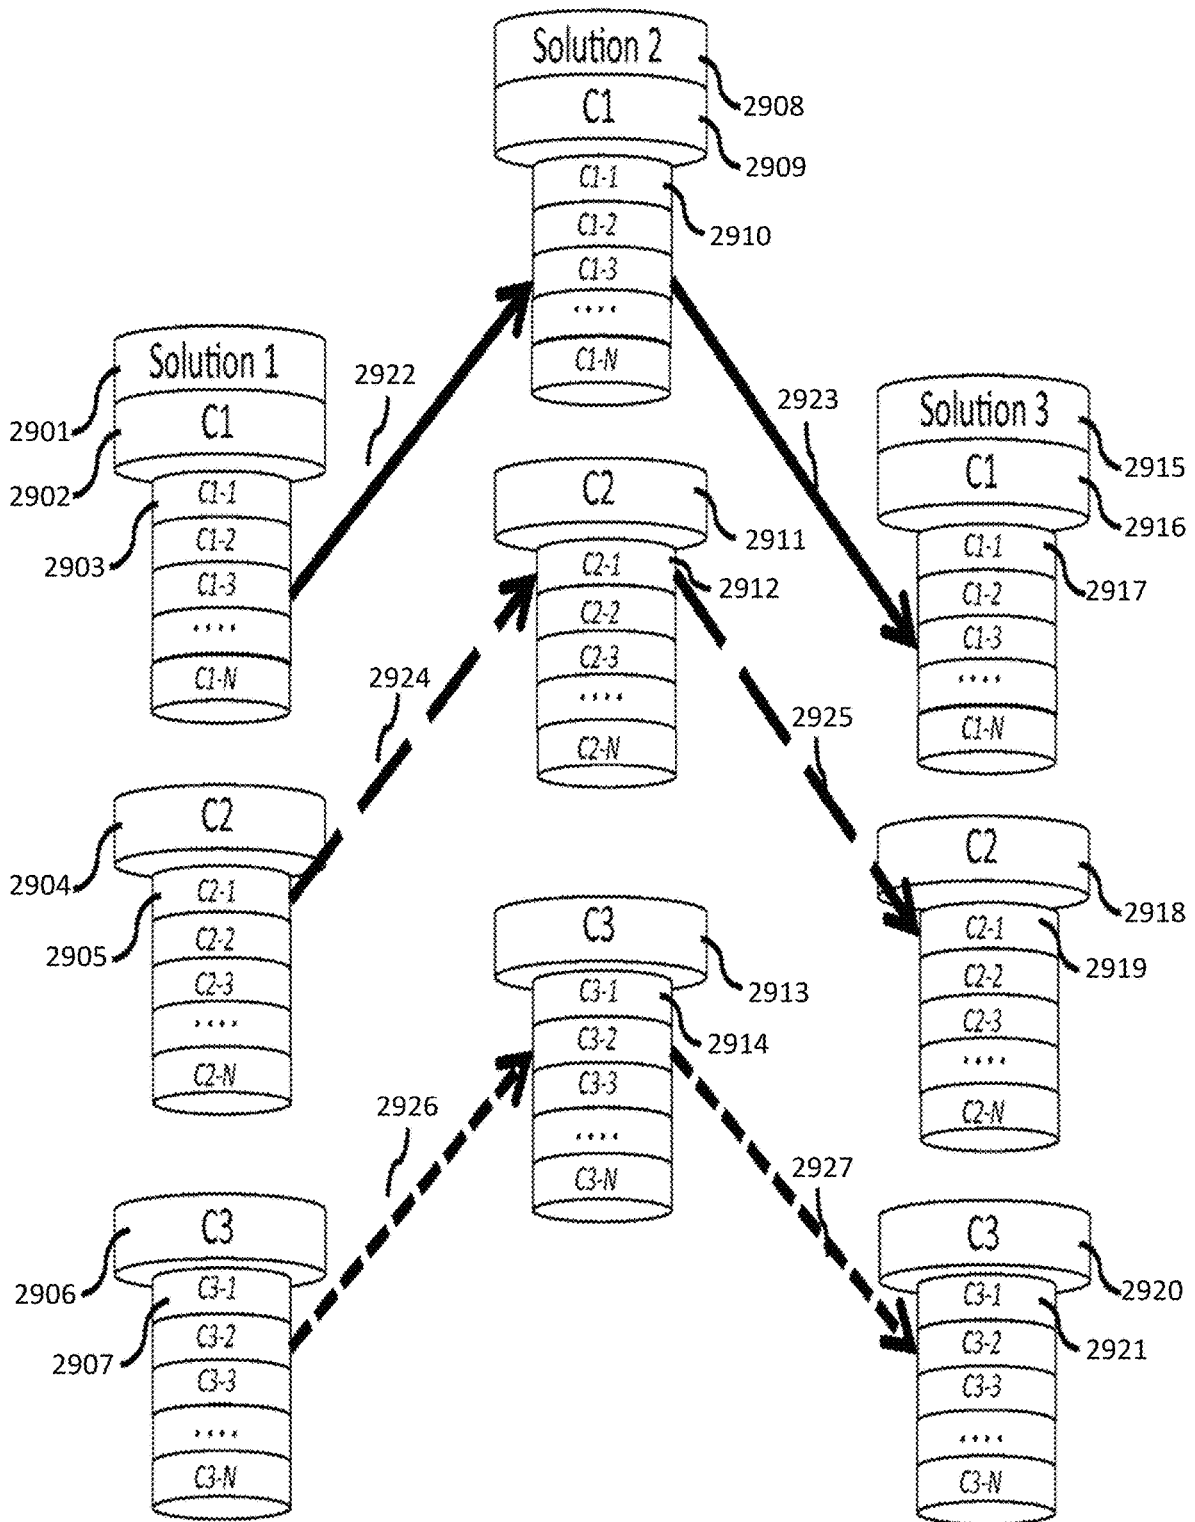 Solution 2
C1
C1-1
C1-2
C1-3
....
C1-N
2908
2909
2910
Solution 1
C1
C1-1
C1-2
C1-3
....
C1-N
2901
2902
2903
2922
2923
Solution 3
C1
C1-1
C1-2
C1-3
....
C1-N
2915
2916
2917
C2
C2-1
C2-2
C2-3
....
C2-N
2911
2912
2924
2925
C2
C2-1
C2-2
C2-3
....
C2-N
2904
2905
C2
C2-1
C2-2
C2-3
....
C2-N
2918
2919
C3
C3-1
C3-2
C3-3
....
C3-N
2913
2914
2926
2927
C3
C3-1
C3-2
C3-3
....
C3-N
2906
2907
C3
C3-1
C3-2
C3-3
....
C3-N
2920
2921